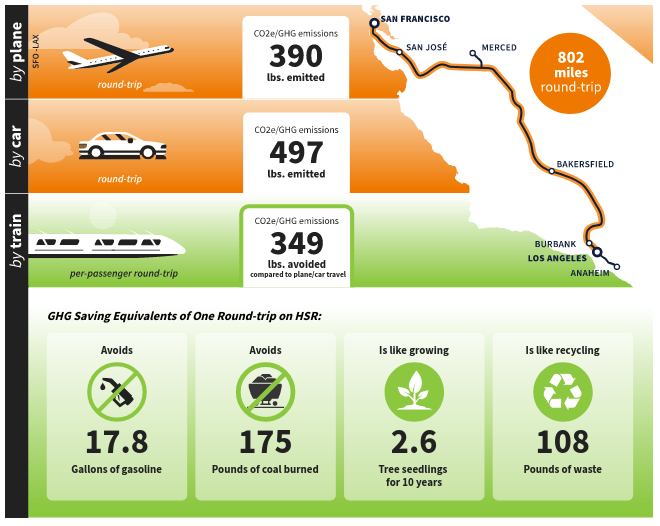 by plane
SFO-LAX
round-trip
CO2e/GHG emissions
390
lbs. emitted
SAN FRANCISCO
SAN JOSÉ
MERCED
802
miles
round-trip
by car
round-trip
CO2e/GHG emissions
497
lbs. emitted
BAKERSFIELD
by train
per-passenger round-trip
CO2e/GHG emissions
349
lbs. avoided
compared to plane/car travel
BURBANK
LOS ANGELES
ANAHEIM
GHG Saving Equivalents of One Round-trip on HSR:
Avoids
17.8
Gallons of gasoline
Avoids
175
Pounds of coal burned
Is like growing
2.6
Tree seedlings
for 10 years
Is like recycling
108
Pounds of waste